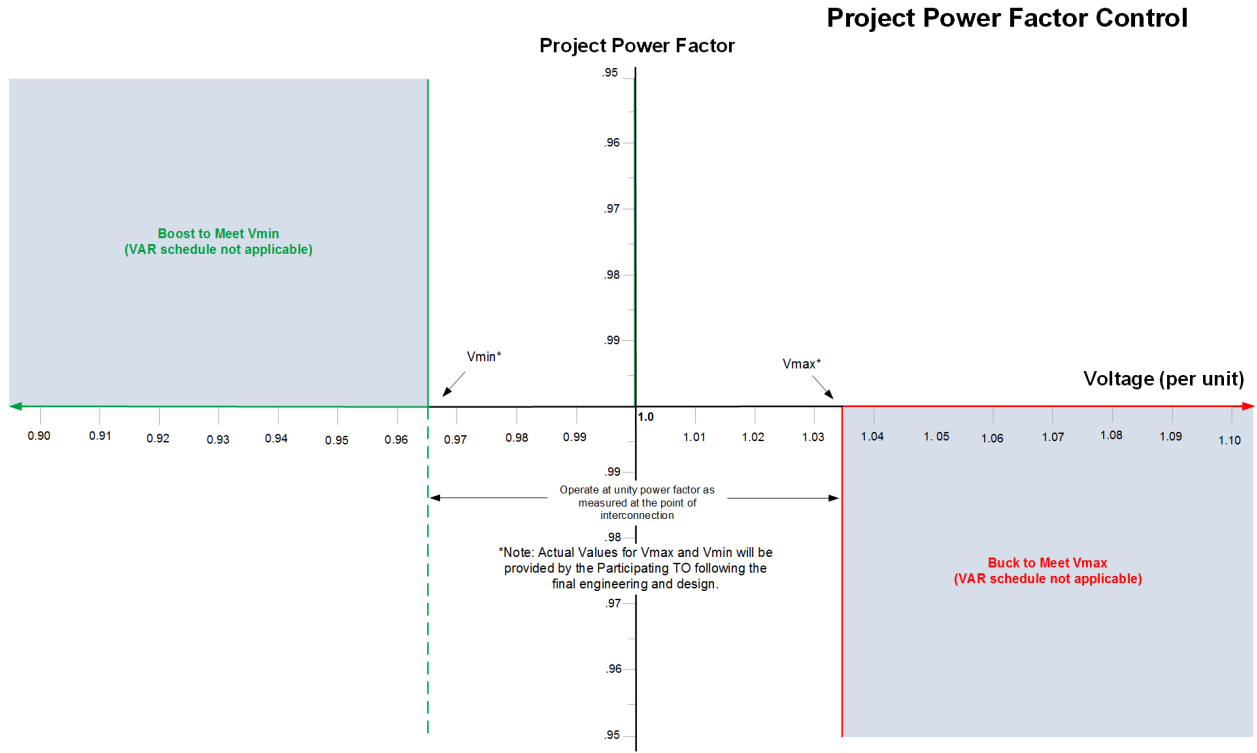 Project Power Factor Control
Project Power Factor
.95
.96
.97
.98
.99
Boost to Meet Vmin
(VAR schedule not applicable)
Vmin*
Vmax*
Voltage (per unit)
1.0
0.90 0.91 0.92 0.93 0.94 0.95 0.96 0.97 0.98 0.99 1.01 1.02 1.03 1.04 1. 05 1.06 1.07 1.08 1.09 1.10
.99
Operate at unity power factor as
measured at the point of
interconnection
.98
*Note: Actual Values for Vmax and Vmin will be
provided by the Participating TO following the
final engineering and design.
Buck to Meet Vmax
(VAR schedule not applicable)
.97
.96
.95